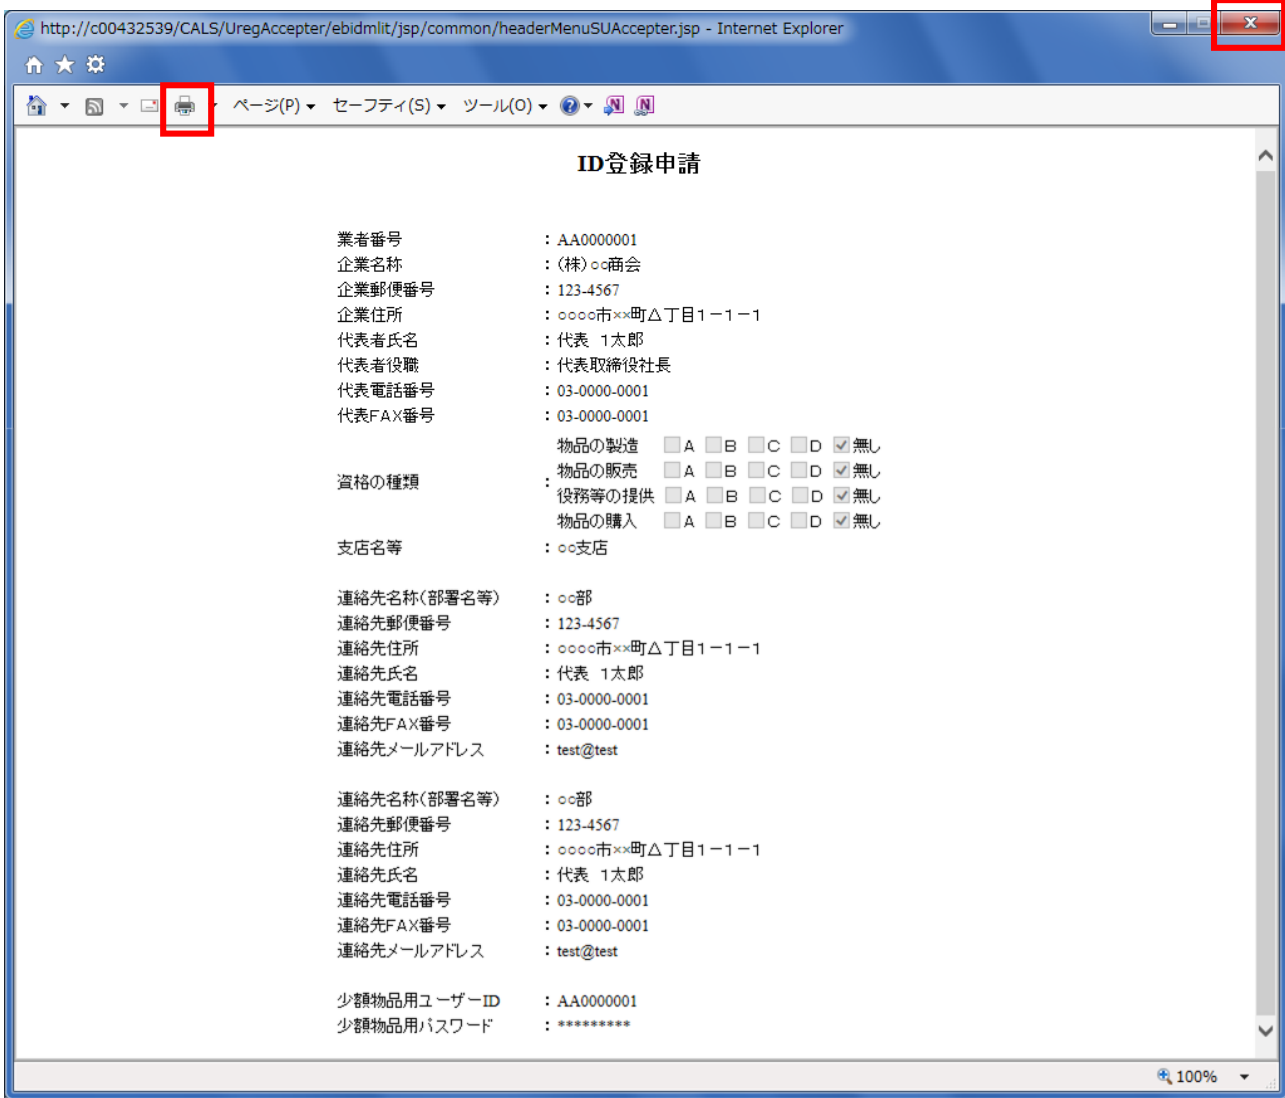 http://c00432539/CALS/UregAccepter/ebidmlit/jsp/common/headerMenuSUAccepter.jsp - Internet Explorer
ページ(P) セーフティ(S) ツール(O)
ID登録申請
業者番号 ： AA0000001
企業名称 ： (株)○○商会
企業郵便番号 ： 123-4567
企業住所 ： ○○○○市××町△丁目１－１－１
代表者氏名 ： 代表 １太郎
代表者役職 ： 代表取締役社長
代表電話番号 ： 03-0000-0001
代表FAX番号 ： 03-0000-0001
物品の製造 A B C D 無し
物品の販売 A B C D 無し
資格の種類 ：
役務等の提供 A B C D 無し
物品の購入 A B C D 無し
支店名等 ： ○○支店
連絡先名称(部署名等) ： ○○部
連絡先郵便番号 ： 123-4567
連絡先住所 ： ○○○○市××町△丁目１－１－１
連絡先氏名 ： 代表 １太郎
連絡先電話番号 ： 03-0000-0001
連絡先FAX番号 ： 03-0000-0001
連絡先メールアドレス ： test@test
連絡先名称(部署名等) ： ○○部
連絡先郵便番号 ： 123-4567
連絡先住所 ： ○○○○市××町△丁目１－１－１
連絡先氏名 ： 代表 １太郎
連絡先電話番号 ： 03-0000-0001
連絡先FAX番号 ： 03-0000-0001
連絡先メールアドレス ： test@test
少額物品用ユーザーID ： AA0000001
少額物品用パスワード ： *********
100%